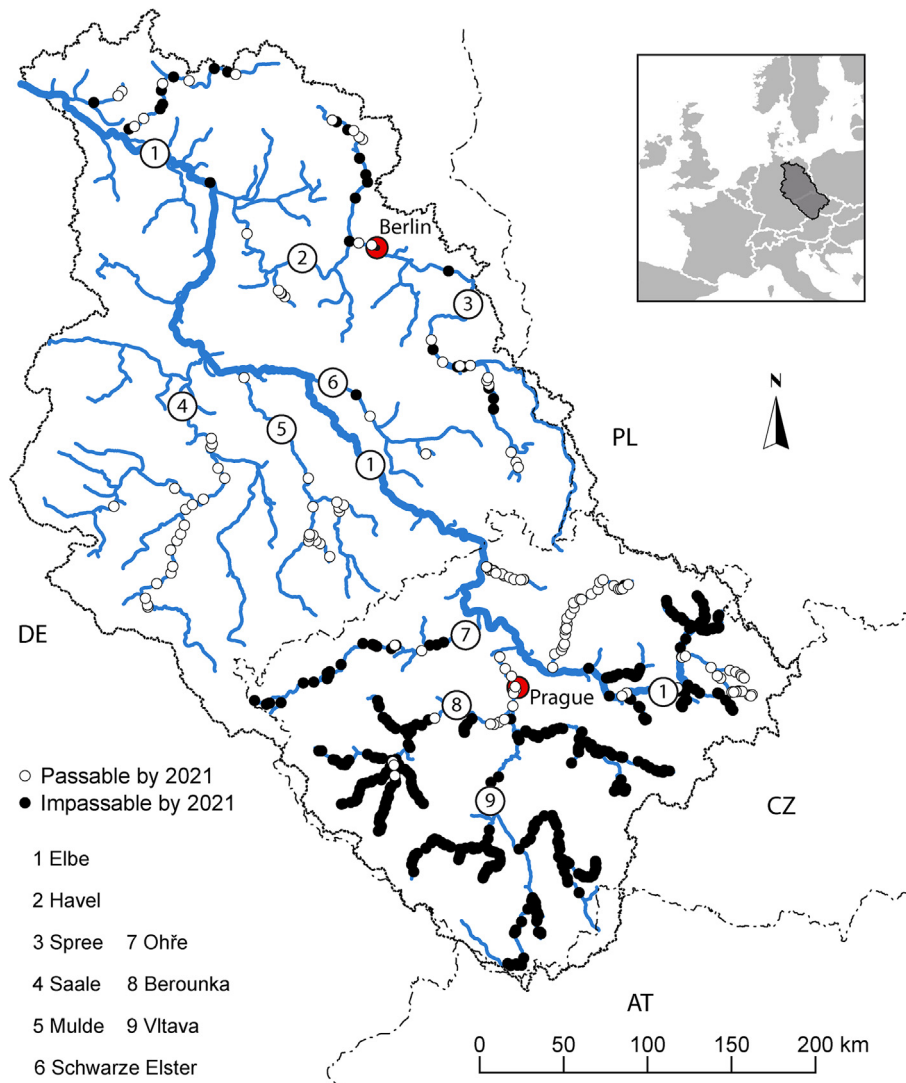 1
Berlin
2
3
N
6
4
5
PL
1
DE
7
Prague
1
8
9
CZ
Passable by 2021
Impassable by 2021
1 Elbe
2 Havel
3 Spree 7 Ohře
4 Saale 8 Berounka
5 Mulde 9 Vltava
6 Schwarze Elster
AT
0 50 100 150 200 km